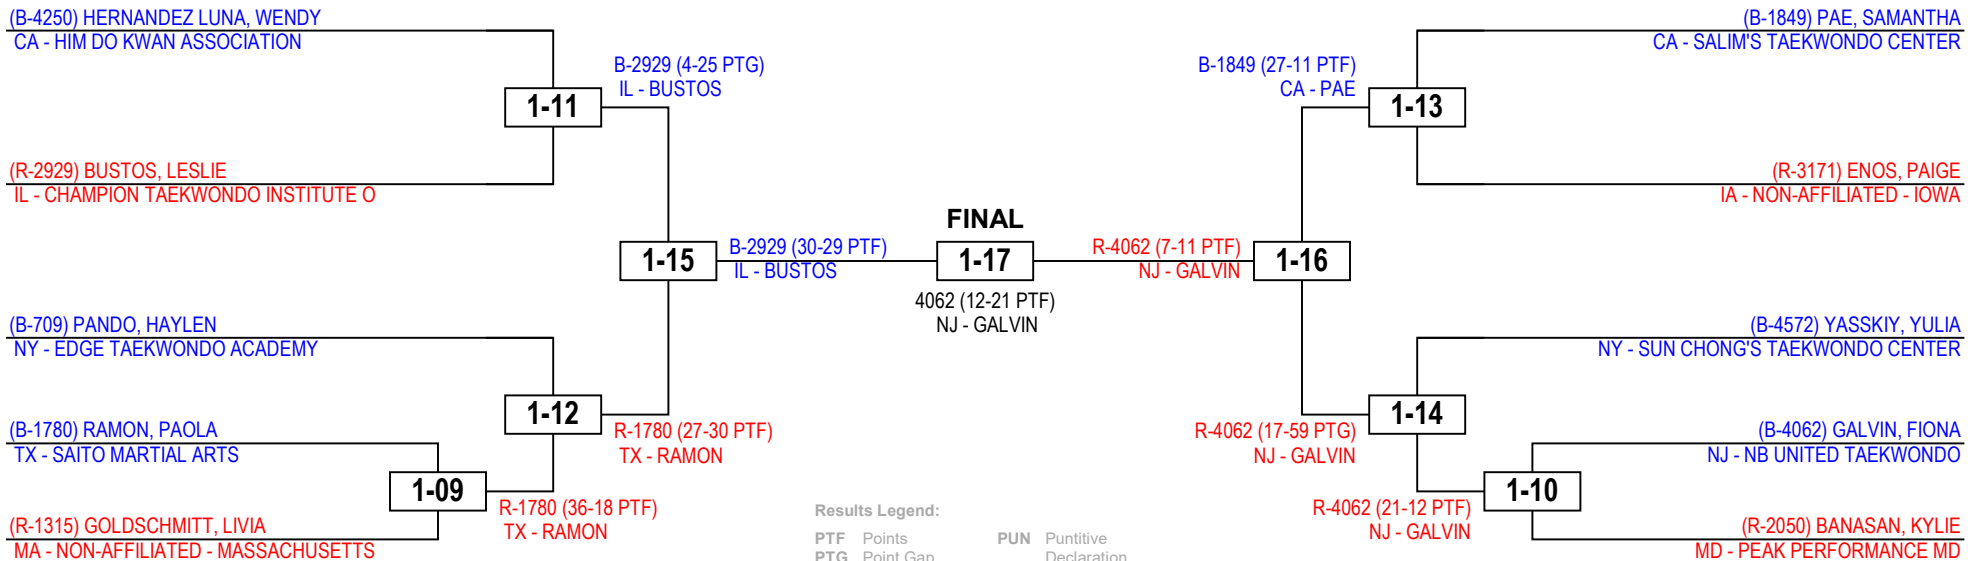 (B-4250) HERNANDEZ LUNA, WENDY
CA - HIM DO KWAN ASSOCIATION
B-2929 (4-25 PTG)
IL - BUSTOS
1-11
(R-2929) BUSTOS, LESLIE
IL - CHAMPION TAEKWONDO INSTITUTE O
1-15
B-2929 (30-29 PTF)
IL - BUSTOS
(B-709) PANDO, HAYLEN
NY - EDGE TAEKWONDO ACADEMY
1-12
R-1780 (27-30 PTF)
TX - RAMON
(B-1780) RAMON, PAOLA
TX - SAITO MARTIAL ARTS
1-09
R-1780 (36-18 PTF)
TX - RAMON
(R-1315) GOLDSCHMITT, LIVIA
MA - NON-AFFILIATED - MASSACHUSETTS
FINAL
1-17
4062 (12-21 PTF)
NJ - GALVIN
(B-1849) PAE, SAMANTHA
CA - SALIM'S TAEKWONDO CENTER
B-1849 (27-11 PTF)
CA - PAE
1-13
(R-3171) ENOS, PAIGE
IA - NON-AFFILIATED - IOWA
R-4062 (7-11 PTF)
NJ - GALVIN
1-16
(B-4572) YASSKIY, YULIA
NY - SUN CHONG'S TAEKWONDO CENTER
1-14
R-4062 (17-59 PTG)
NJ - GALVIN
(B-4062) GALVIN, FIONA
NJ - NB UNITED TAEKWONDO
1-10
R-4062 (21-12 PTF)
NJ - GALVIN
(R-2050) BANASAN, KYLIE
MD - PEAK PERFORMANCE MD
Results Legend:
PTF Points PUN Puntitive
PTG Point Gap Declaration